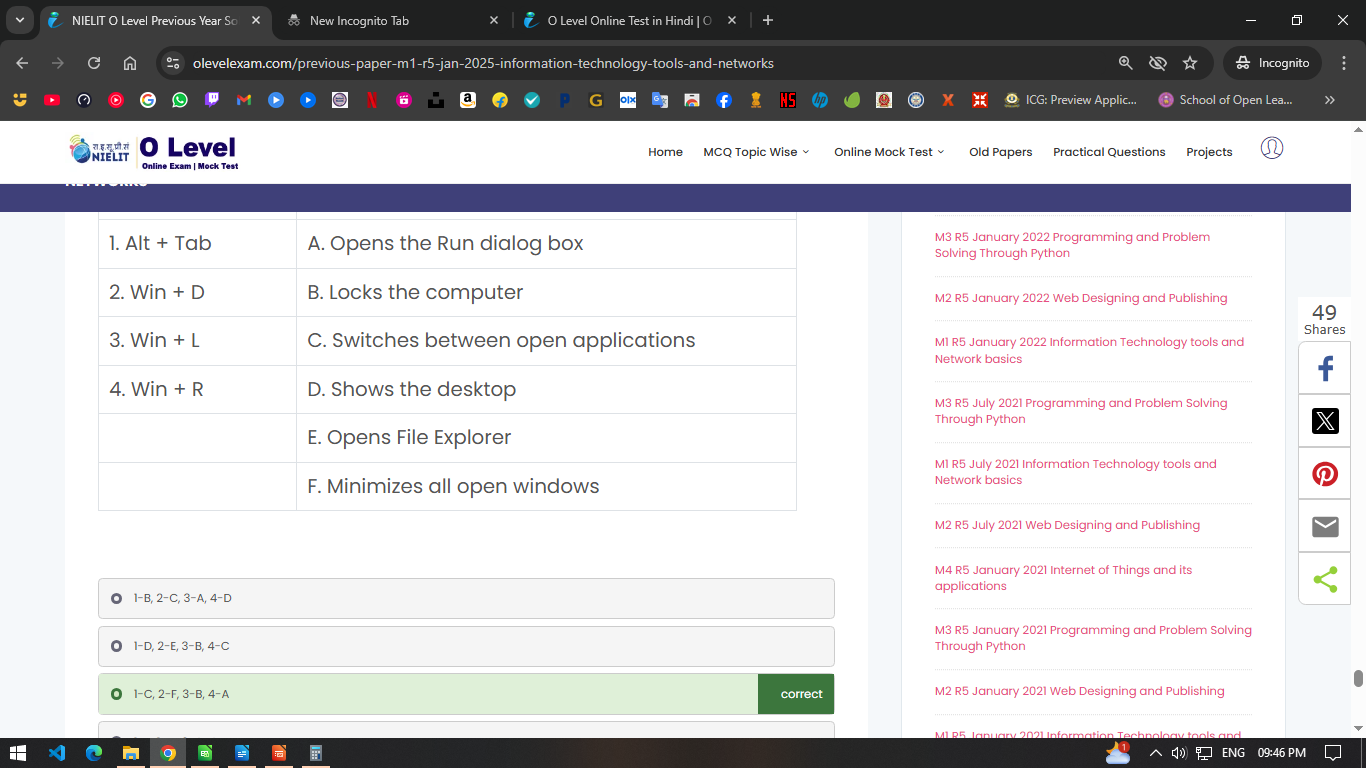 NIELIT O Level Previous Year So
New Incognito Tab
O Level Online Test in Hindi | O
olevelexam.com/previous-paper-m1-r5-jan-2025-information-technology-tools-and-networks
Incognito
ICG: Preview Applic...
School of Open Lea...
NIELIT
O Level
Online Exam | Mock Test
Home
MCQ Topic Wise
Online Mock Test
Old Papers
Practical Questions
Projects
NETWORKS
1. Alt + Tab
A. Opens the Run dialog box
2. Win + D
B. Locks the computer
3. Win + L
C. Switches between open applications
4. Win + R
D. Shows the desktop
E. Opens File Explorer
F. Minimizes all open windows
1-B, 2-C, 3-A, 4-D
1-D, 2-E, 3-B, 4-C
1-C, 2-F, 3-B, 4-A
correct
M3 R5 January 2022 Programming and Problem
Solving Through Python
M2 R5 January 2022 Web Designing and Publishing
M1 R5 January 2022 Information Technology tools and
Network basics
M3 R5 July 2021 Programming and Problem Solving
Through Python
M1 R5 July 2021 Information Technology tools and
Network basics
M2 R5 July 2021 Web Designing and Publishing
M4 R5 January 2021 Internet of Things and its
applications
M3 R5 January 2021 Programming and Problem Solving
Through Python
M2 R5 January 2021 Web Designing and Publishing
M1 R5 January 2021 Information Technology tools and
49
Shares
1
ENG
09:46 PM